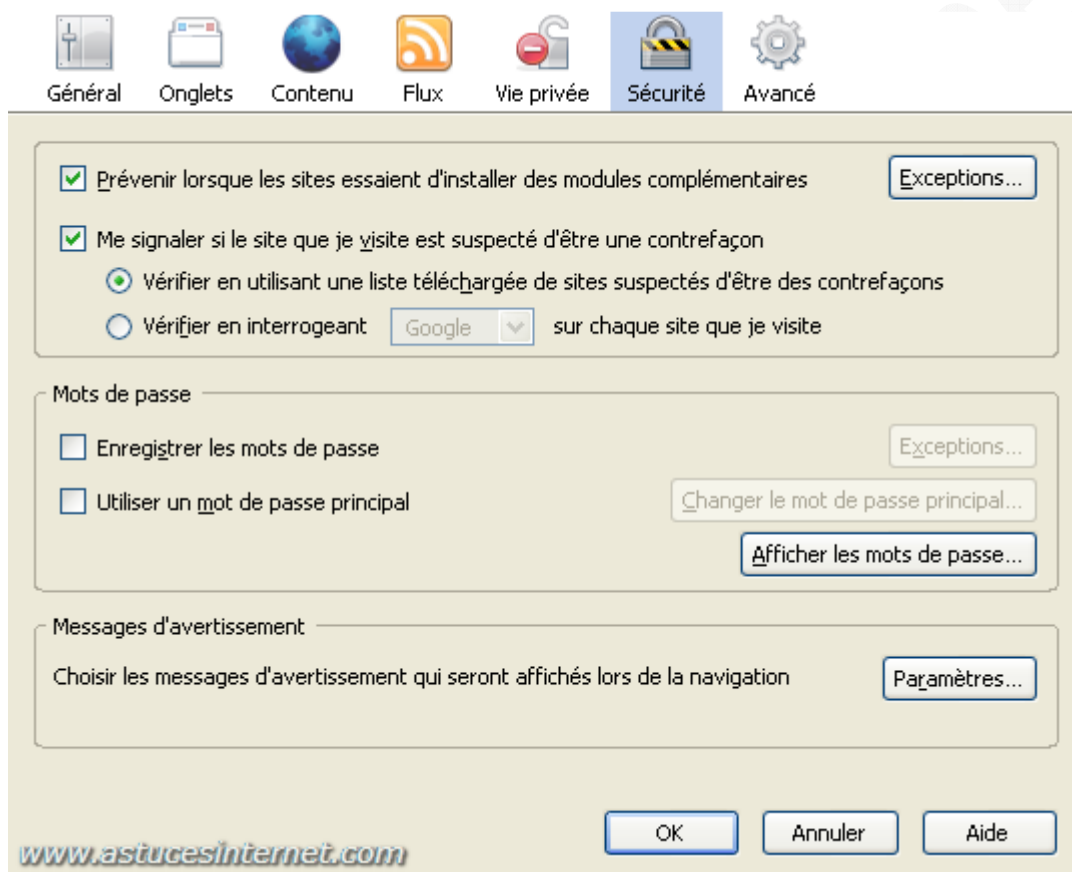 Général Onglets Contenu Flux Vie privée Sécurité Avancé
Prévenir lorsque les sites essaient d'installer des modules complémentaires Exceptions...
Me signaler si le site que je visite est suspecté d'être une contrefaçon
Vérifier en utilisant une liste téléchargée de sites suspectés d'être des contrefaçons
Vérifier en interrogeant Google sur chaque site que je visite
Mots de passe
Enregistrer les mots de passe Exceptions...
Utiliser un mot de passe principal Changer le mot de passe principal...
Afficher les mots de passe...
Messages d'avertissement
Choisir les messages d'avertissement qui seront affichés lors de la navigation Paramètres...
OK Annuler Aide
www.astucesinternet.com